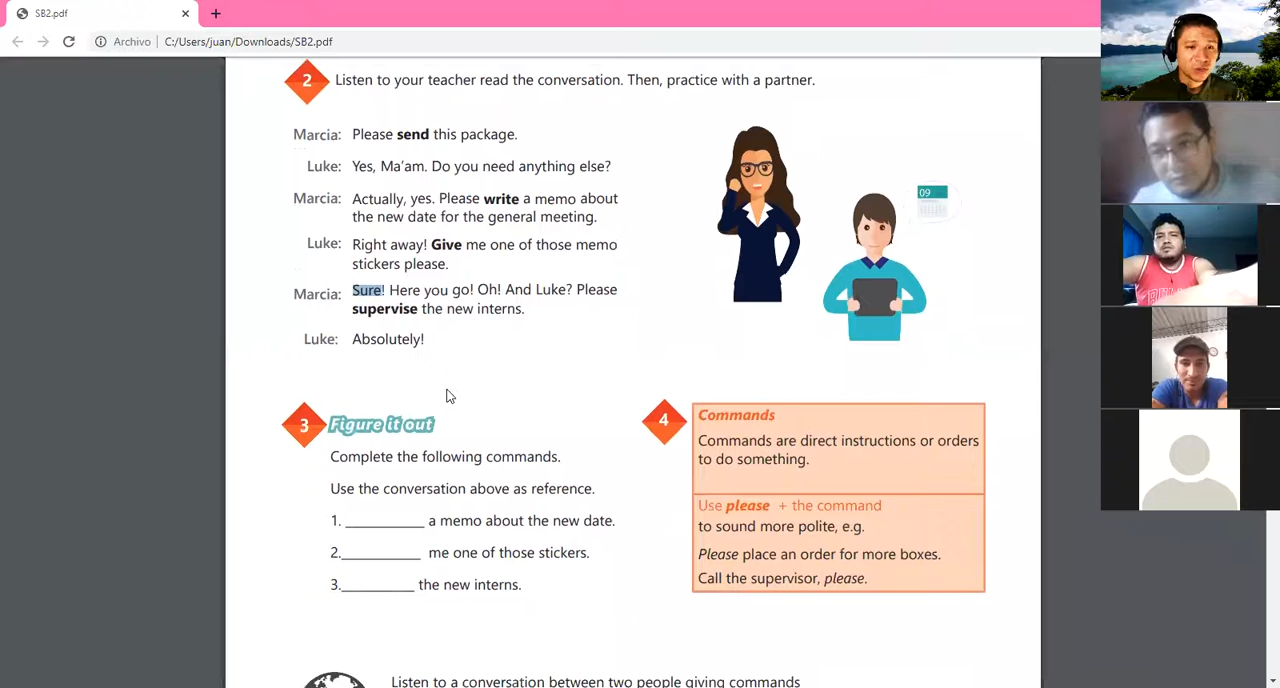 SB2.pdf
Archivo
C:/Users/juan/Downloads/SB2.pdf
2
Listen to your teacher read the conversation. Then, practice with a partner.
Marcia: Please send this package.
Luke: Yes, Ma'am. Do you need anything else?
Marcia: Actually, yes. Please write a memo about
the new date for the general meeting.
Luke: Right away! Give me one of those memo
stickers please.
Marcia: Sure! Here you go! Oh! And Luke? Please
supervise the new interns.
Luke: Absolutely!
09
3
Figure it out
Complete the following commands.
Use the conversation above as reference.
1. __________ a memo about the new date.
2.__________ me one of those stickers.
3._________ the new interns.
4
Commands
Commands are direct instructions or orders
to do something.
Use please + the command
to sound more polite, e.g.
Please place an order for more boxes.
Call the supervisor, please.
Listen to a conversation between two people giving commands